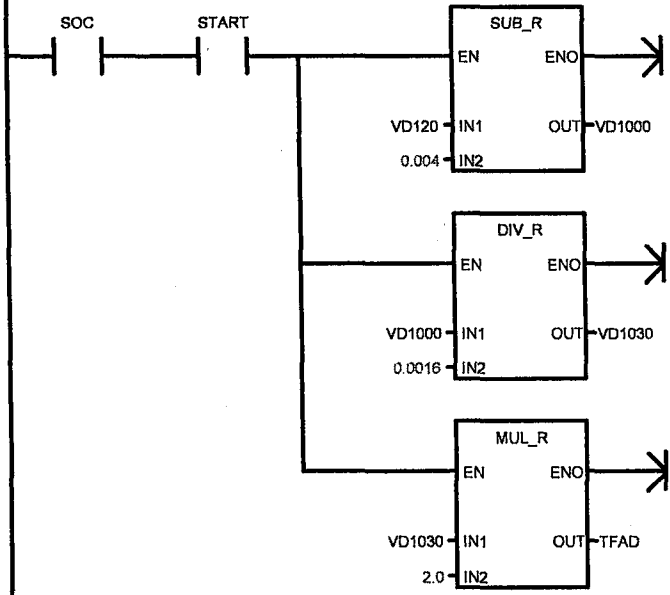 SOC START
SUB_R
EN ENO
VD120 IN1 OUT VD1000
0.004 IN2
DIV_R
EN ENO
VD1000 IN1 OUT VD1030
0.0016 IN2
MUL_R
EN ENO
VD1030 IN1 OUT TFAD
2.0 IN2